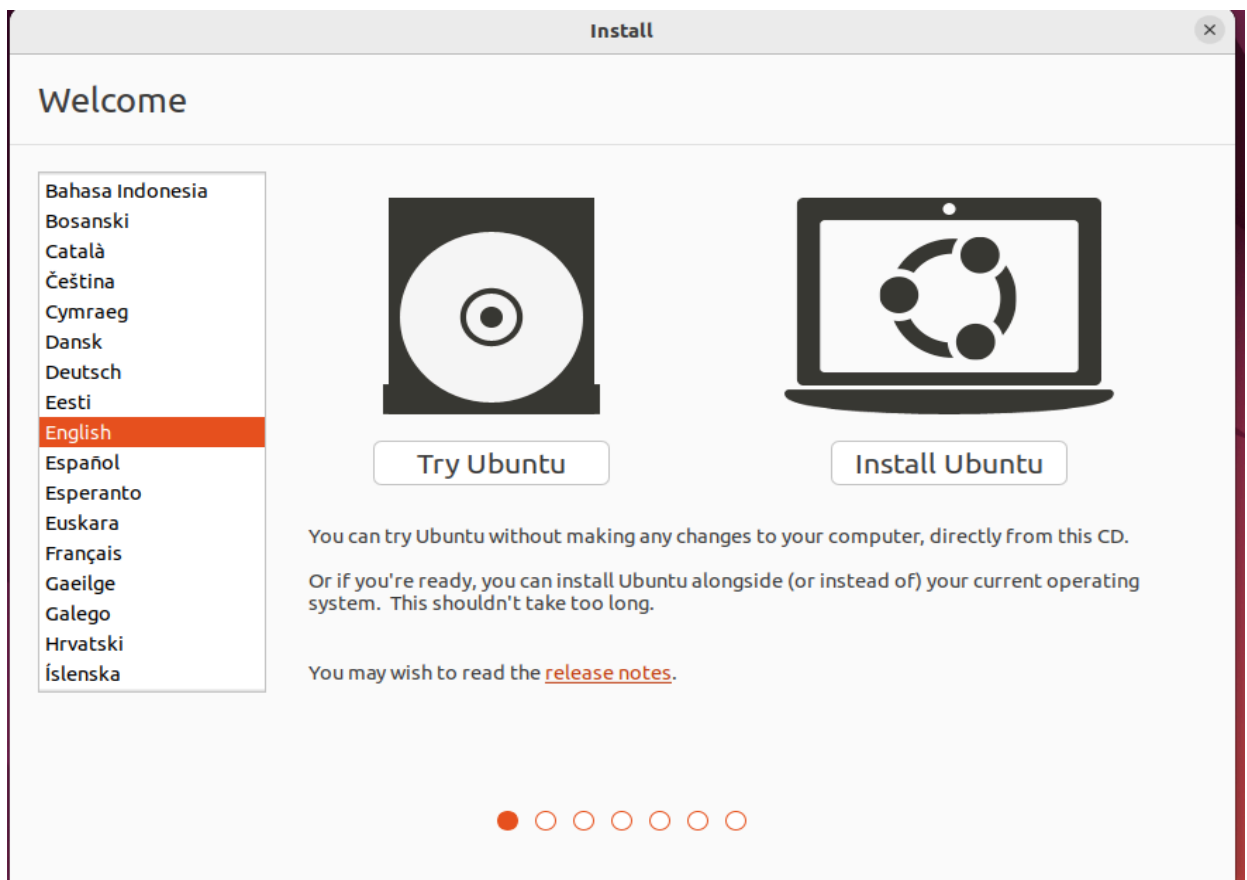 Install
Welcome
Bahasa Indonesia
Bosanski
Català
Čeština
Cymraeg
Dansk
Deutsch
Eesti
English
Español
Esperanto
Euskara
Français
Gaeilge
Galego
Hrvatski
Íslenska
Try Ubuntu
Install Ubuntu
You can try Ubuntu without making any changes to your computer, directly from this CD.
Or if you're ready, you can install Ubuntu alongside (or instead of) your current operating
system.  This shouldn't take too long.
You may wish to read the release notes.